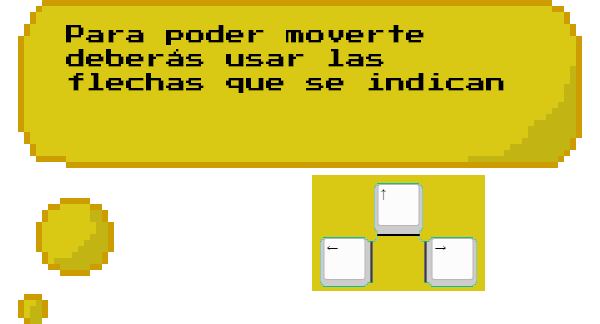 Para poder moverte
deberás usar las
flechas que se indican
↑
← →